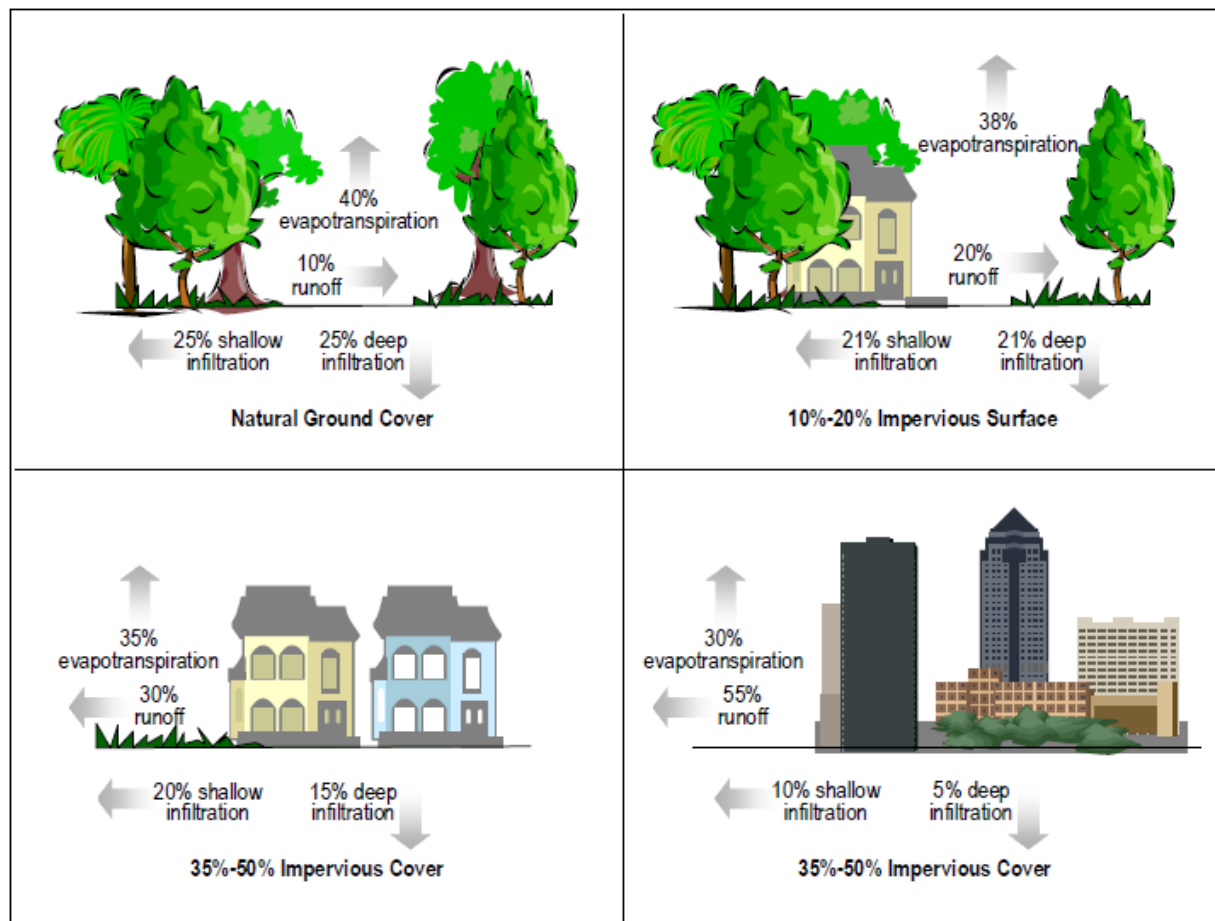 40%
evapotranspiration
10%
runoff
25% shallow
infiltration
25% deep
infiltration
Natural Ground Cover
38%
evapotranspiration
20%
runoff
21% shallow
infiltration
21% deep
infiltration
10%-20% Impervious Surface
35%
evapotranspiration
30%
runoff
20% shallow
infiltration
15% deep
infiltration
35%-50% Impervious Cover
30%
evapotranspiration
55%
runoff
10% shallow
infiltration
5% deep
infiltration
35%-50% Impervious Cover